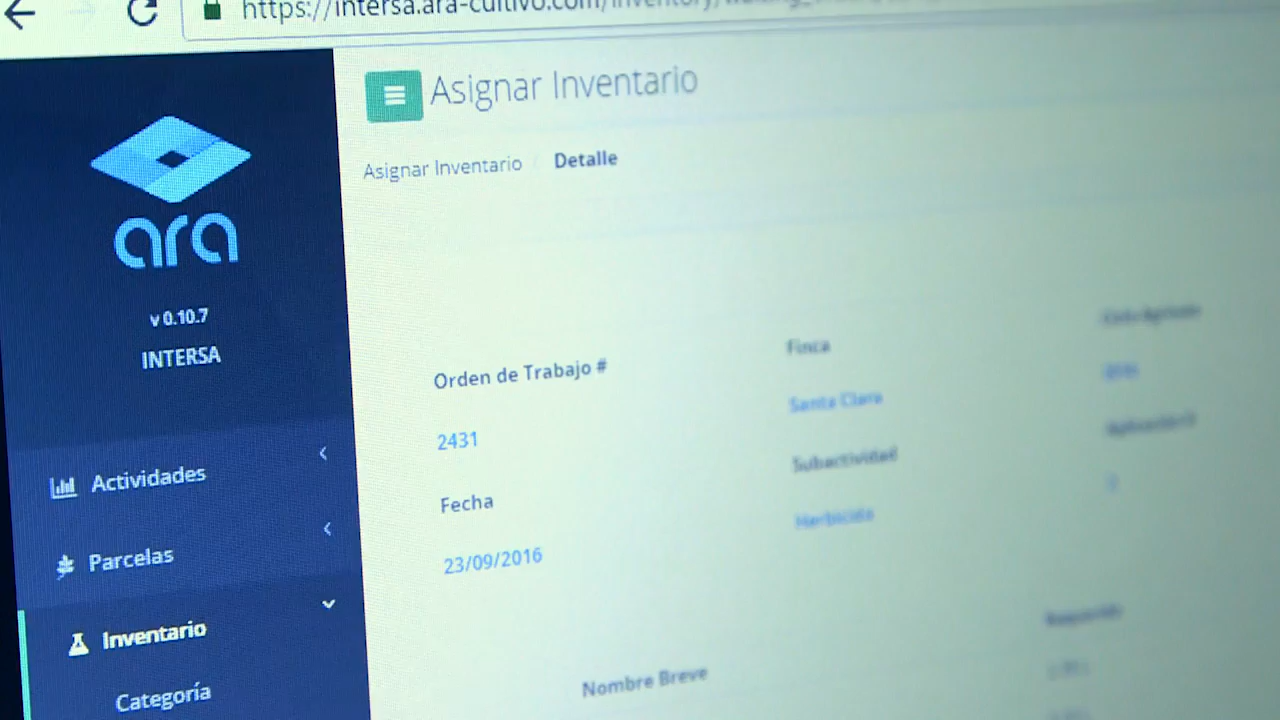 https://intersa.ara-cultivo.com/inventory/
Asignar Inventario
Asignar Inventario
Detalle
ara
v 0.10.7
INTERSA
Orden de Trabajo #
2431
Fecha
23/09/2016
Finca
Santa Clara
Subactividad
Herbicida
Actividades
Parcelas
Inventario
Categoría
Nombre Breve